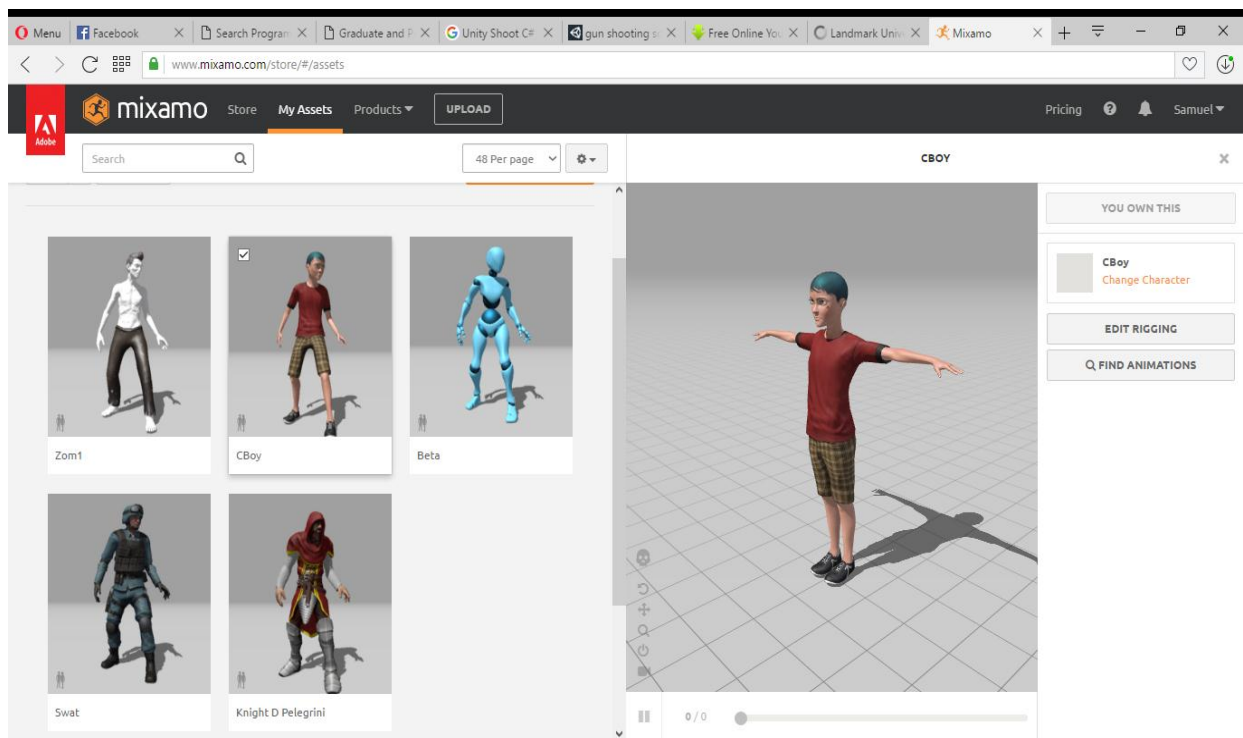 Menu Facebook Search Program Graduate and P Unity Shoot C# gun shooting s Free Online You Landmark Unive Mixamo
www.mixamo.com/store/#/assets
Adobe mixamo Store My Assets Products UPLOAD Pricing Samuel
Search 48 Per page CBOY
YOU OWN THIS
CBoy
Change Character
EDIT RIGGING
FIND ANIMATIONS
Zom1 CBoy Beta
Swat Knight D Pelegrini
0 / 0